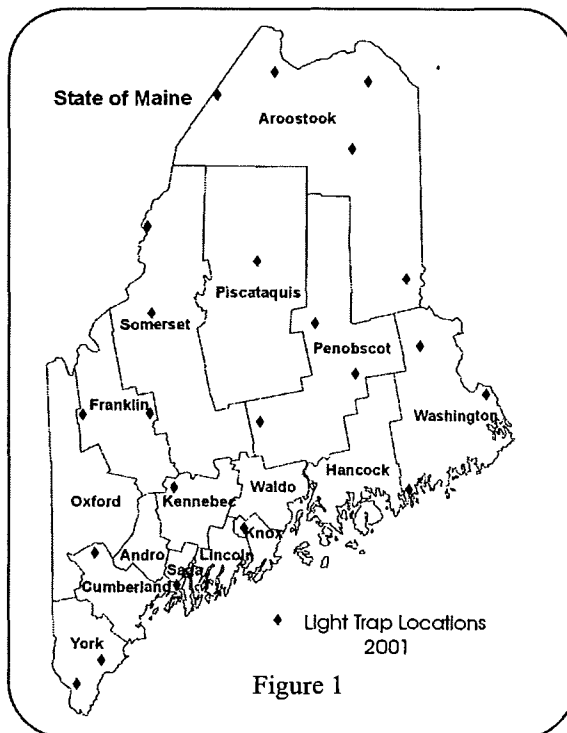 State of Maine
Aroostook
Piscataquis
Somerset
Penobscot
Franklin
Washington
Hancock
Oxford
Kennebec
Waldo
Knox
Andro
Lincoln
Sada
Cumberland
York
Light Trap Locations
2001
Figure 1